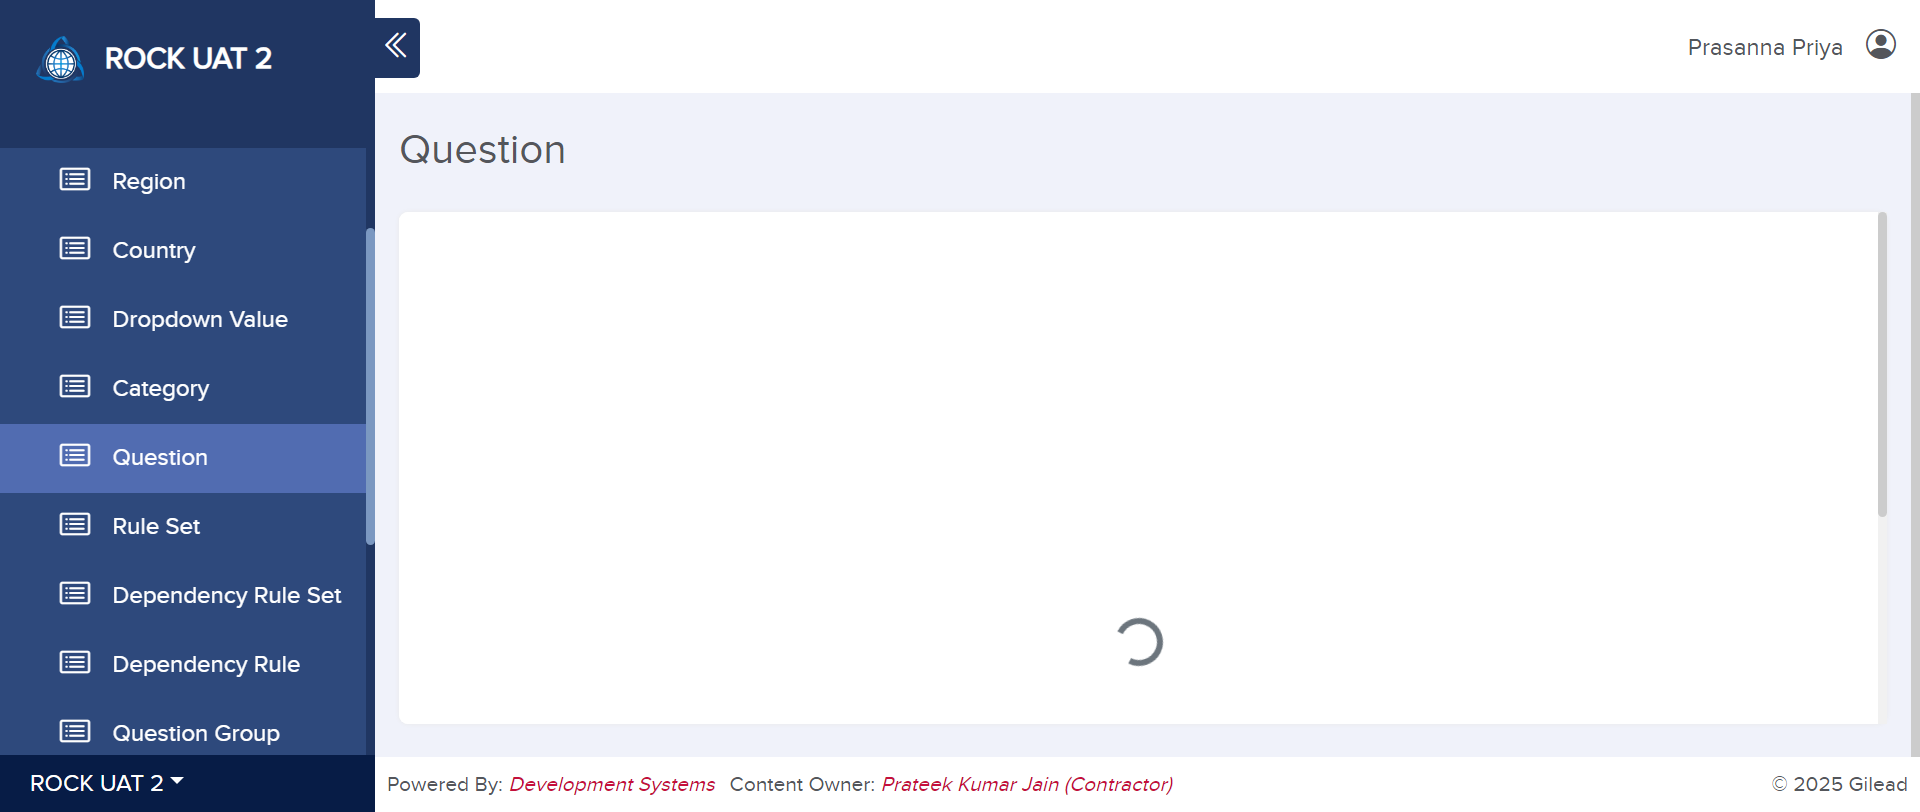 ROCK UAT 2
Prasanna Priya
Region
Country
Dropdown Value
Category
Question
Rule Set
Dependency Rule Set
Dependency Rule
Question Group
ROCK UAT 2
Question
Powered By: Development Systems Content Owner: Prateek Kumar Jain (Contractor)
© 2025 Gilead